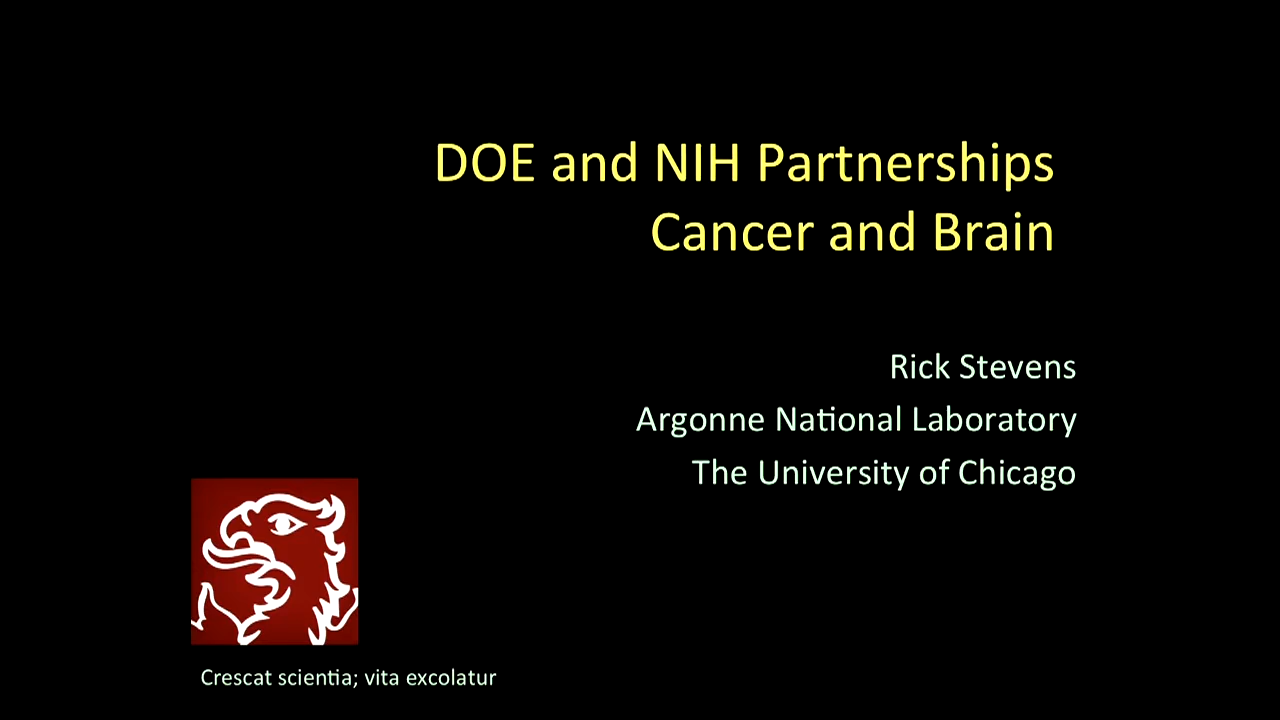 DOE and NIH Partnerships
Cancer and Brain
Rick Stevens
Argonne National Laboratory
The University of Chicago
Crescat scientia; vita excolatur